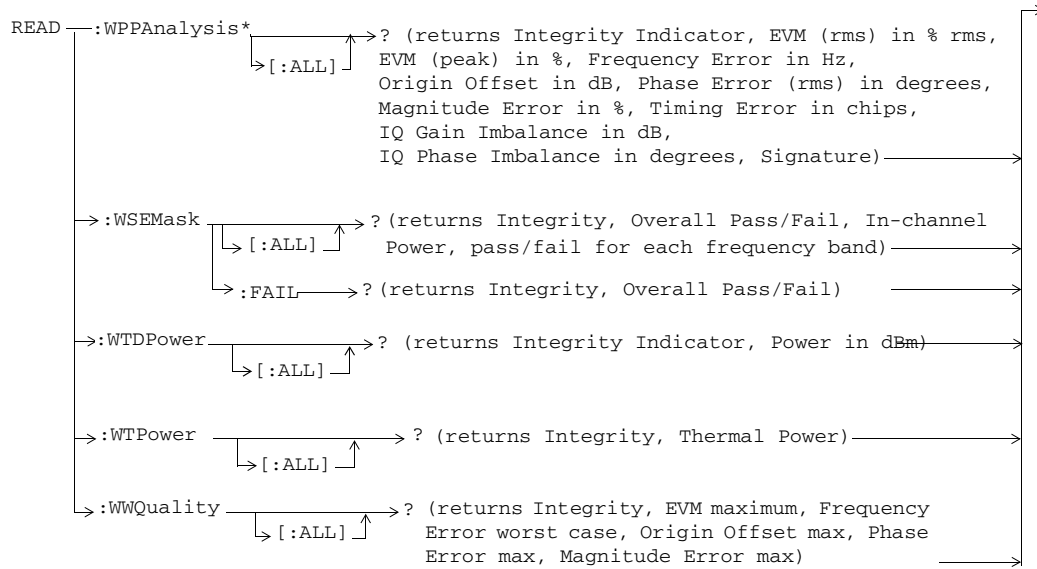 READ :WPPAnalysis* ? (returns Integrity Indicator, EVM (rms) in % rms,
[:ALL] EVM (peak) in %, Frequency Error in Hz,
Origin Offset in dB, Phase Error (rms) in degrees,
Magnitude Error in %, Timing Error in chips,
IQ Gain Imbalance in dB,
IQ Phase Imbalance in degrees, Signature)
:WSEMask ? (returns Integrity, Overall Pass/Fail, In-channel
[:ALL] Power, pass/fail for each frequency band)
:FAIL ? (returns Integrity, Overall Pass/Fail)
:WTDPower ? (returns Integrity Indicator, Power in dBm)
[:ALL]
:WTPower ? (returns Integrity, Thermal Power)
[:ALL]
:WWQuality ? (returns Integrity, EVM maximum, Frequency
[:ALL] Error worst case, Origin Offset max, Phase
Error max, Magnitude Error max)